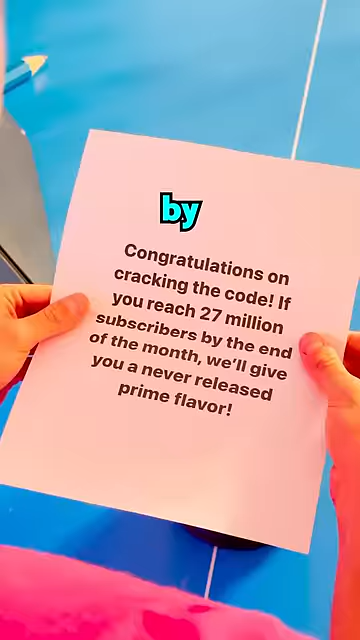 by
Congratulations on
cracking the code! If
you reach 27 million
subscribers by the end
of the month, we'll give
you a never released
prime flavor!